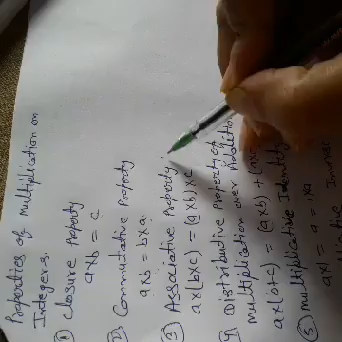 Properties of Multiplication on
Integers.
① Closure Property
a×b = c
② Commutative Property
a×b = b×a.
③ Associative Property.
a×(b×c) = (a×b)×c
④ Distributive property of
multiplication over Addition
a×(b+c) = (a×b) +
⑤ Multiplicative Identity
a×1 = a =